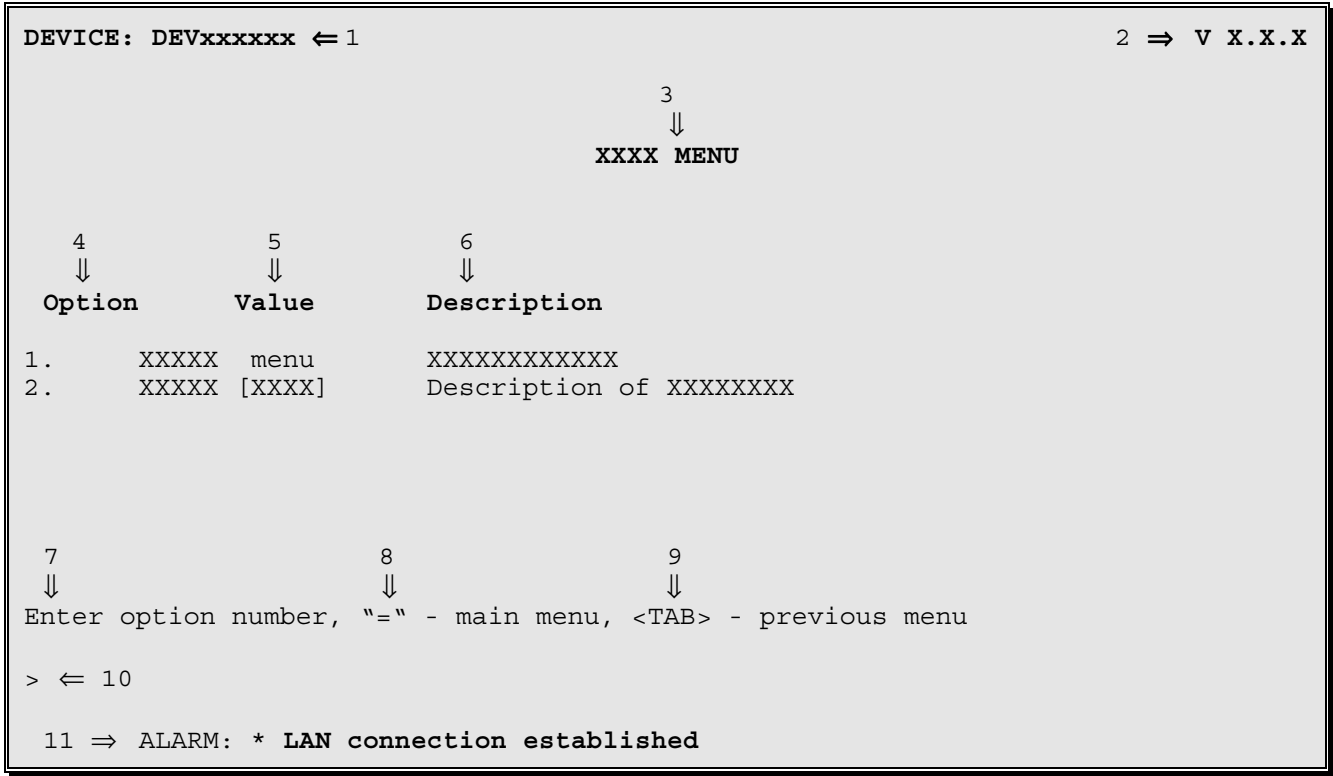 DEVICE: DEVxxxxxx ⇐ 1 2 ⇒ V X.X.X
3
⇓
XXXX MENU
4 5 6
⇓ ⇓ ⇓
Option Value Description
1. XXXXX menu XXXXXXXXXXXX
2. XXXXX [XXXX] Description of XXXXXXXX
7 8 9
⇓ ⇓ ⇓
Enter option number, “=“ - main menu, <TAB> - previous menu
> ⇐ 10
11 ⇒ ALARM: * LAN connection established